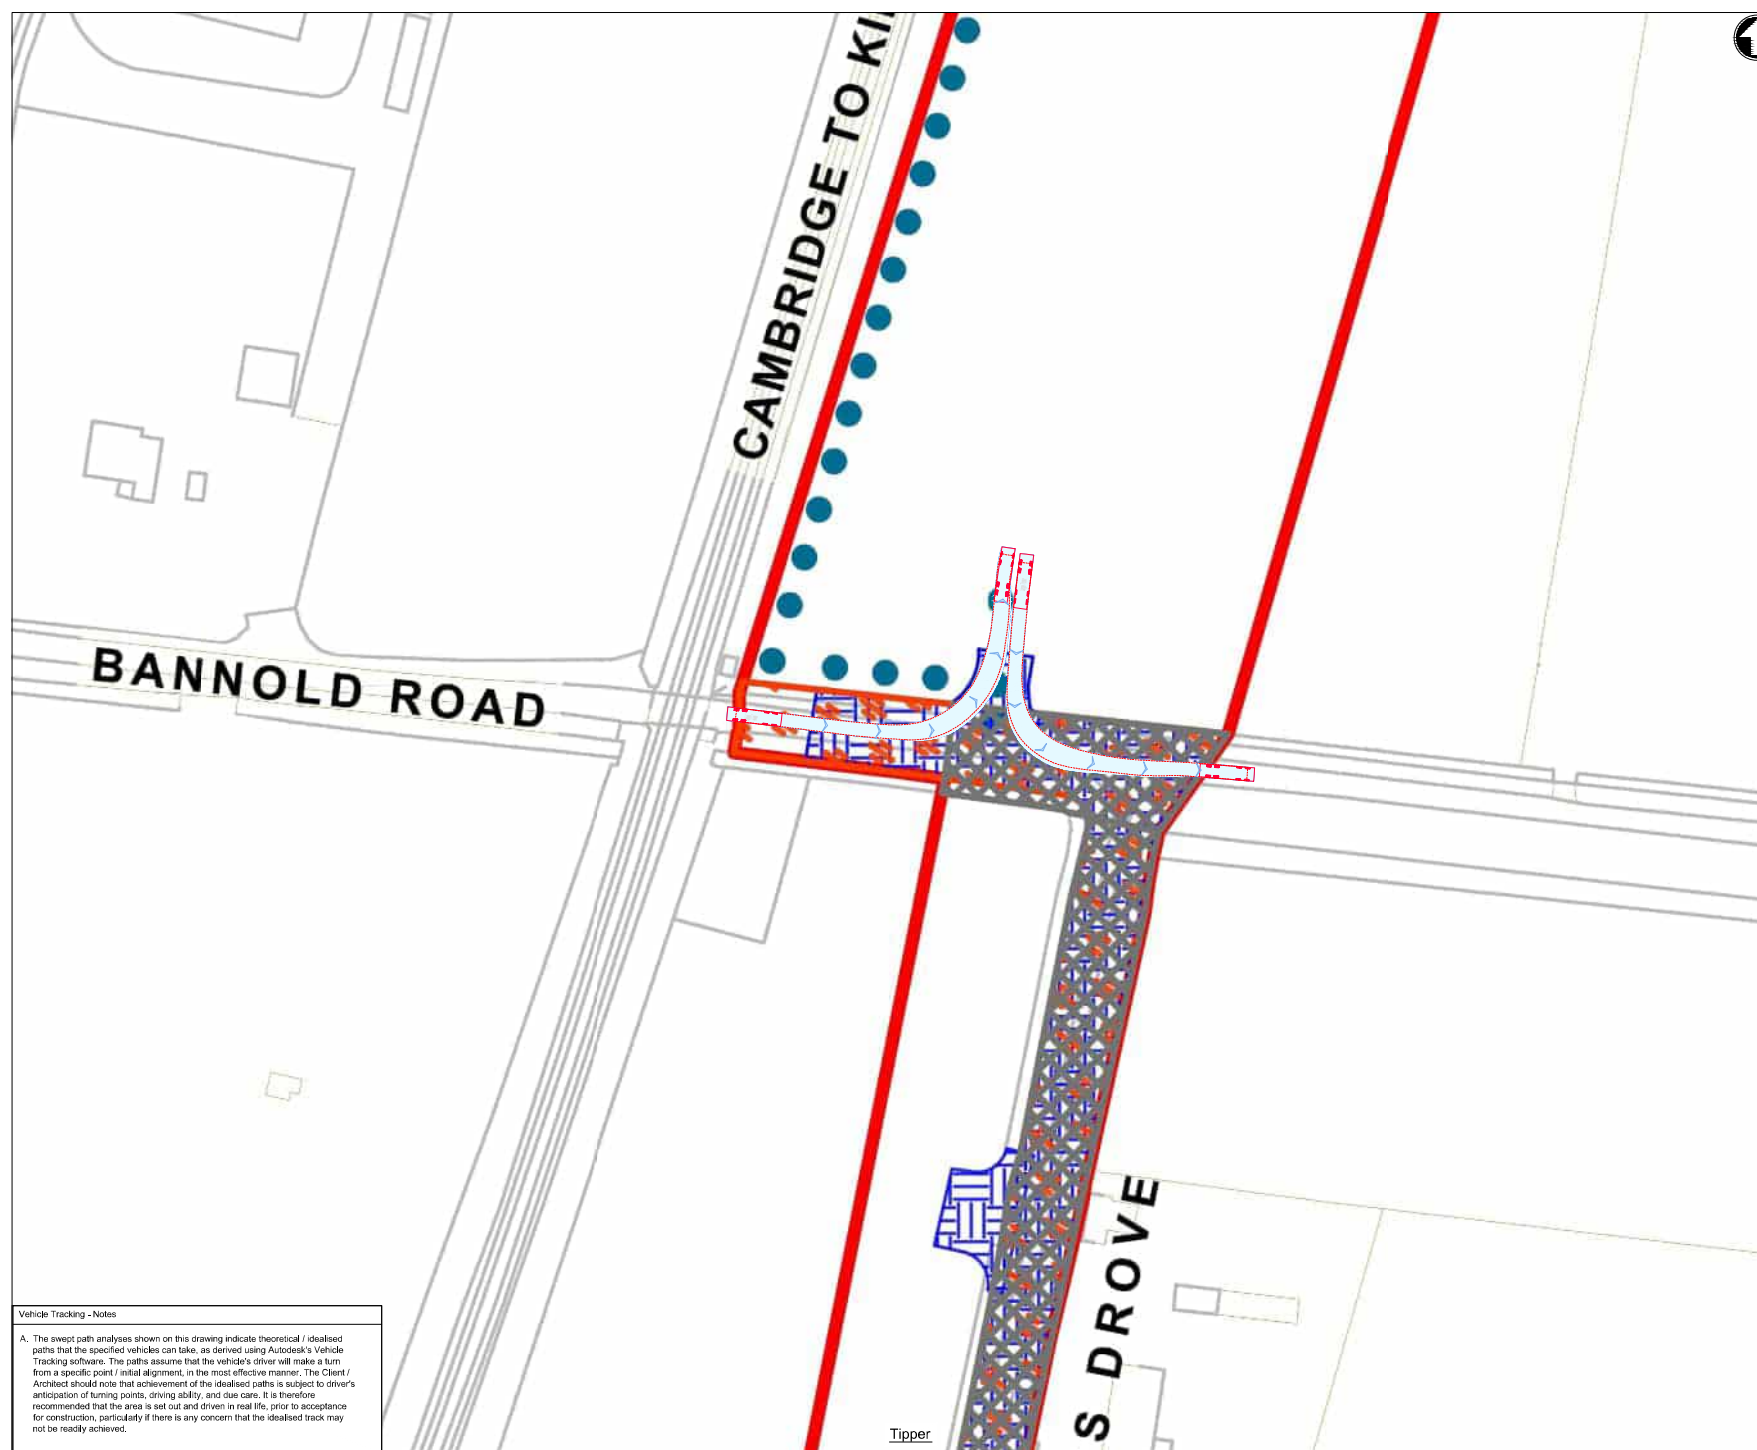 CAMBRIDGE TO KI
BANNOLD ROAD
S DROVE
Vehicle Tracking - Notes
A. The swept path analyses shown on this drawing indicate theoretical / idealised
paths that the specified vehicles can take, as derived using Autodesk's Vehicle
Tracking software. The paths assume that the vehicle's driver will make a turn
from a specific point / initial alignment, in the most effective manner. The Client /
Architect should note that achievement of the idealised paths is subject to driver's
anticipation of turning points, driving ability, and due care. It is therefore
recommended that the area is set out and driven in real life, prior to acceptance
for construction, particularly if there is any concern that the idealised track may
not be readily achieved.
Tipper